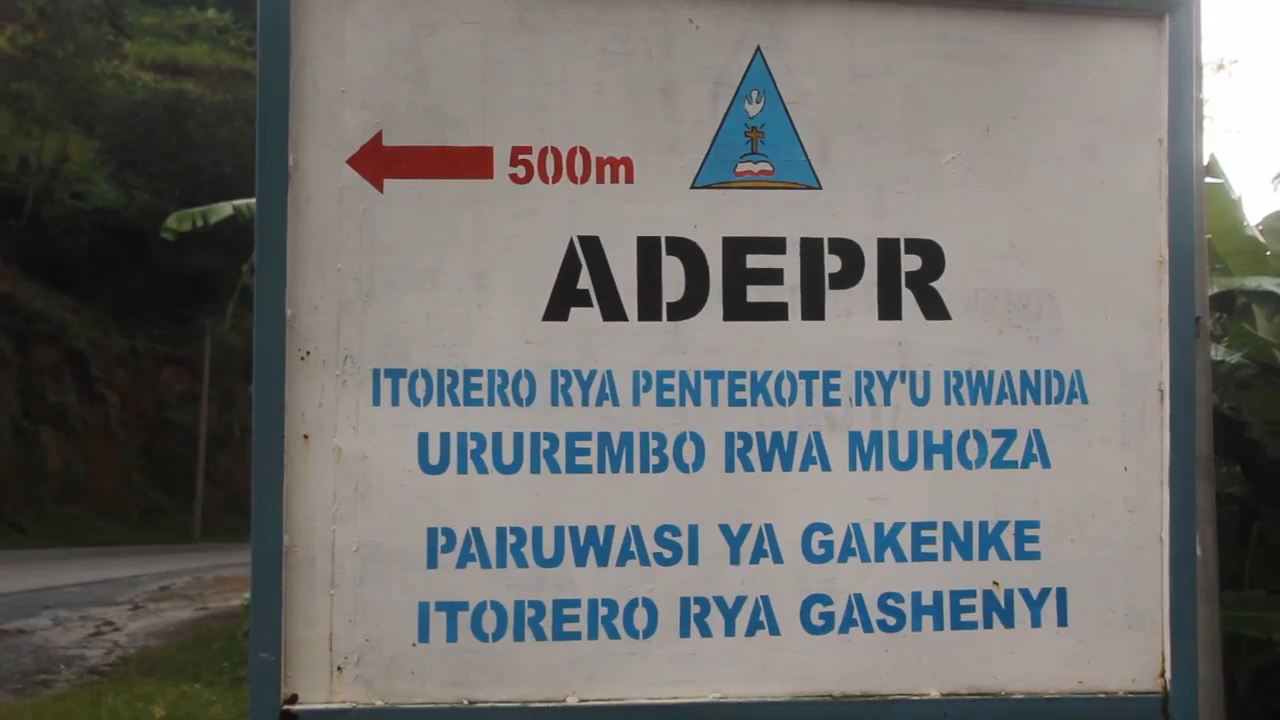 500m
ADEPR
ITORERO RYA PENTEKOTE RY'U RWANDA
URUREMBO RWA MUHOZA
PARUWASI YA GAKENKE
ITORERO RYA GASHENYI